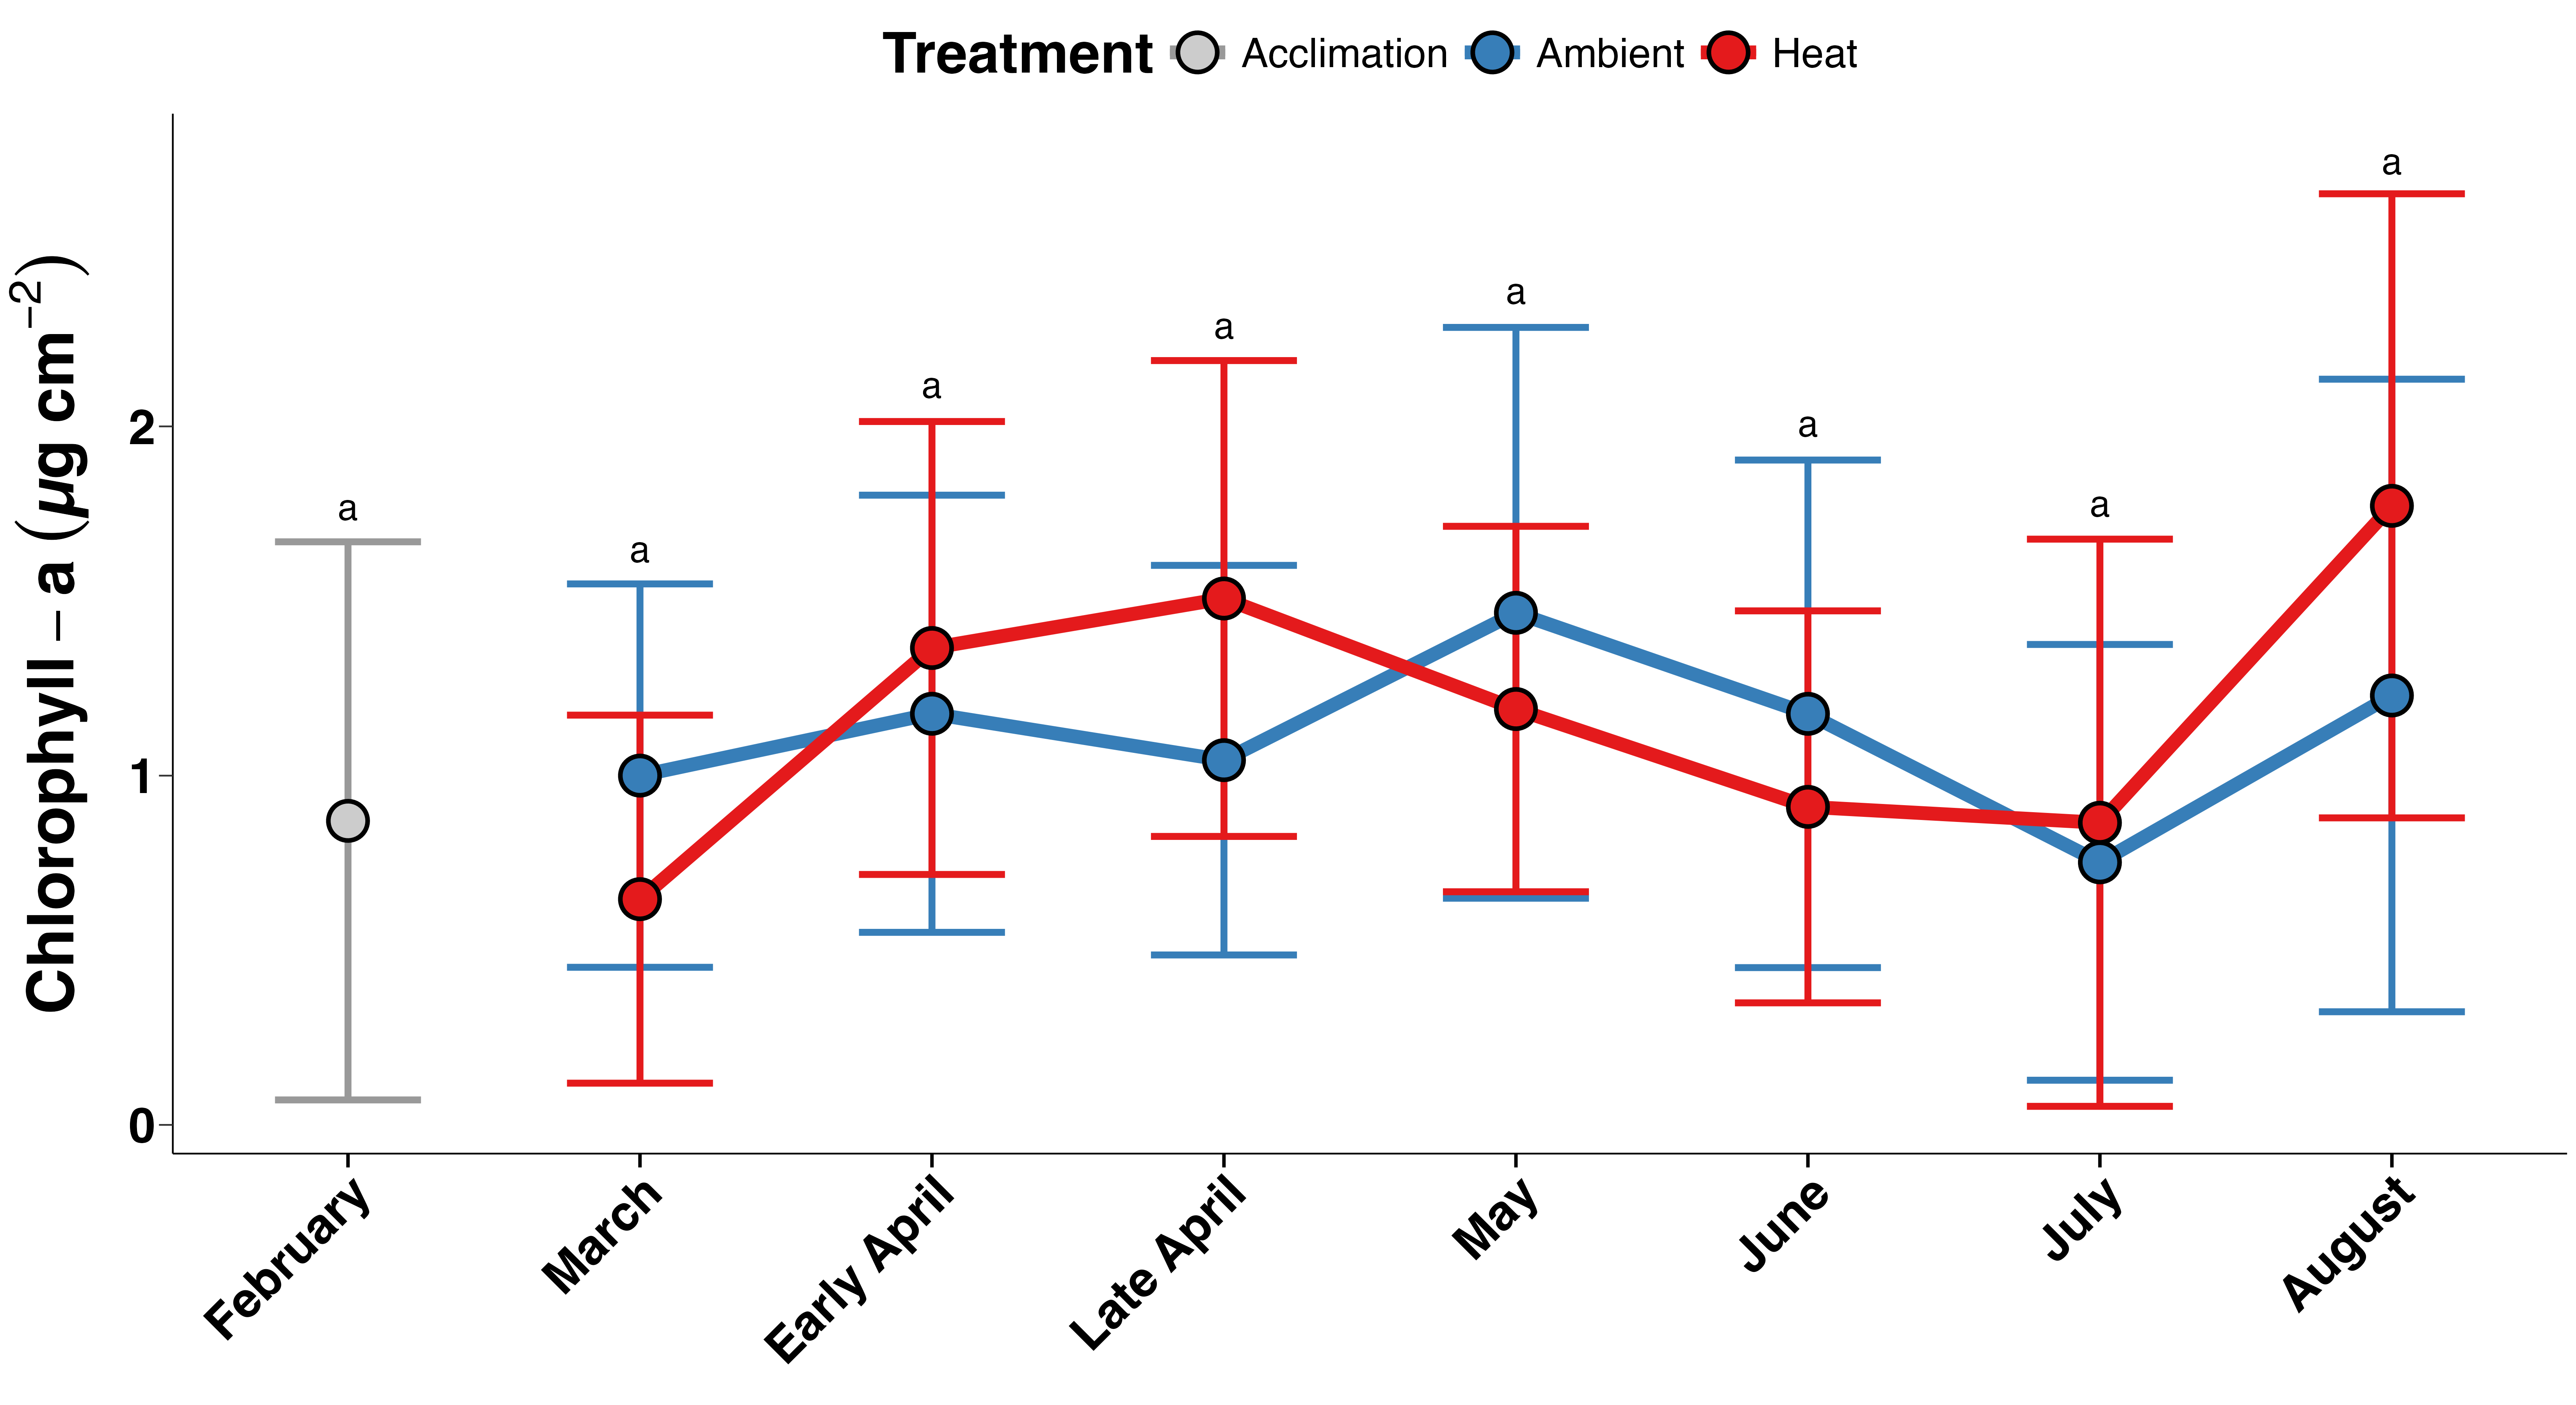 Treatment Acclimation Ambient Heat
Chlorophyll – a (µg cm⁻²)
2
1
0
a
a
a
a
a
a
a
a
February
March
Early April
Late April
May
June
July
August